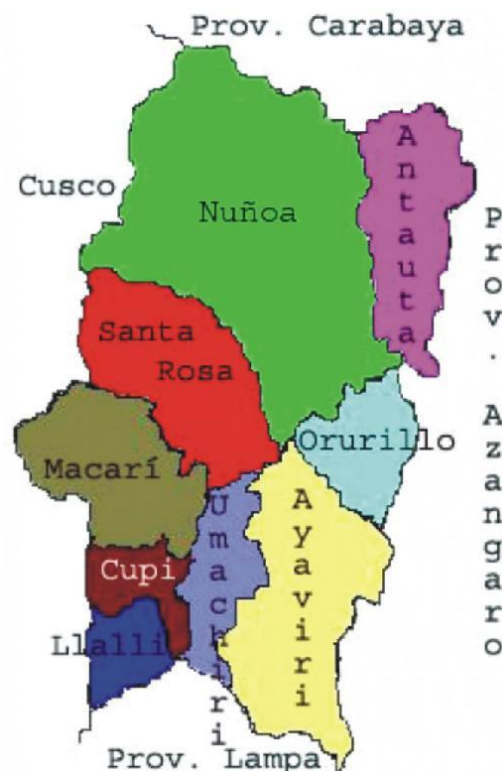 Prov. Carabaya
Antauta
Cusco
Nuñoa
Prov. Azangaro
Santa
Rosa
Orurillo
Macarí
Umachiri
Ayaviri
Cupi
Llalli
Prov. Lampa